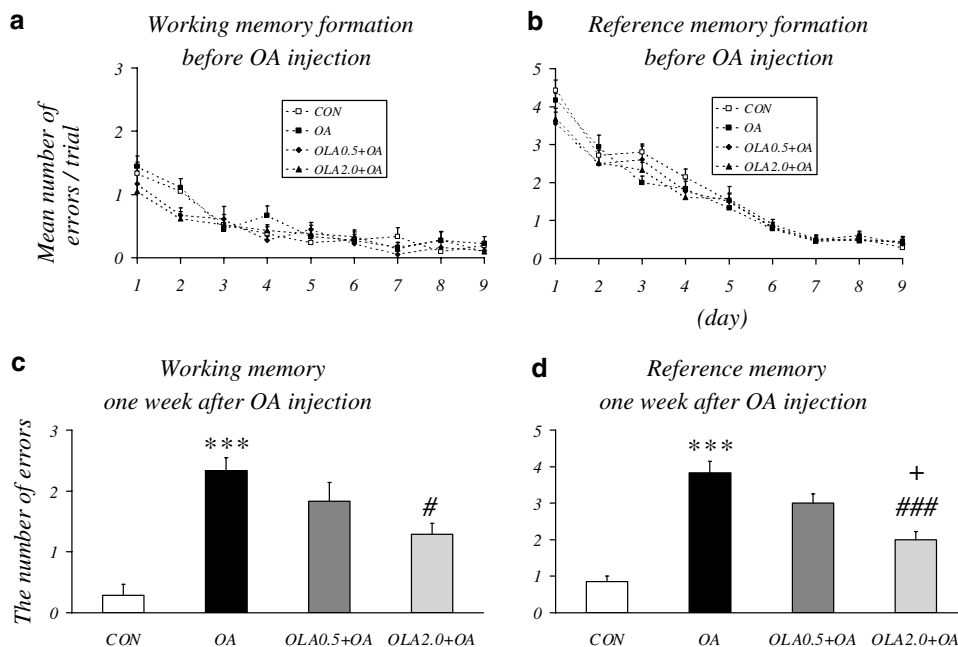 a
Working memory formation
before OA injection
Mean number of
errors / trial
3
2
1
0
CON
OA
OLA0.5+OA
OLA2.0+OA
1 2 3 4 5 6 7 8 9
b
Reference memory formation
before OA injection
5
4
3
2
1
0
CON
OA
OLA0.5+OA
OLA2.0+OA
1 2 3 4 5 6 7 8 9
(day)
c
Working memory
one week after OA injection
The number of errors
3
2
1
0
***
#
CON OA OLA0.5+OA OLA2.0+OA
d
Reference memory
one week after OA injection
5
4
3
2
1
0
***
+
###
CON OA OLA0.5+OA OLA2.0+OA